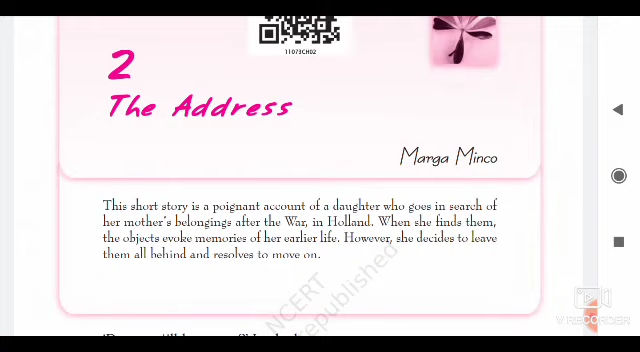 11073CH02
2
The Address
Marga Minco
This short story is a poignant account of a daughter who goes in search of
her mother's belongings after the War, in Holland. When she finds them,
the objects evoke memories of her earlier life. However, she decides to leave
them all behind and resolves to move on.
NCERT
republished
RECORDER